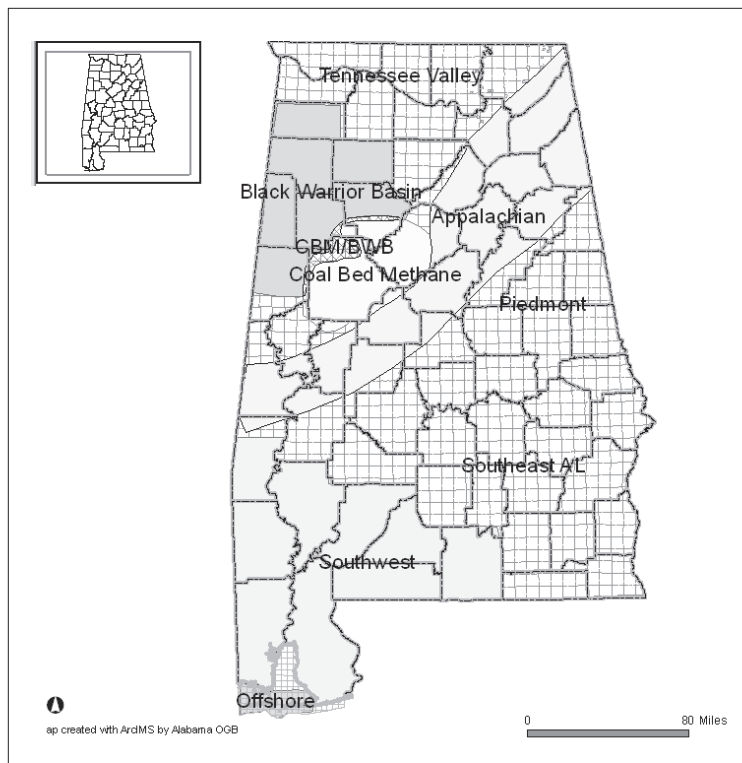 Tennessee Valley
Black Warrior Basin
Appalachian
CBM/BWB
Coal Bed Methane
Piedmont
Southeast AL
Southwest
Offshore
ap created with ArcIMS by Alabama OGB
0 80 Miles